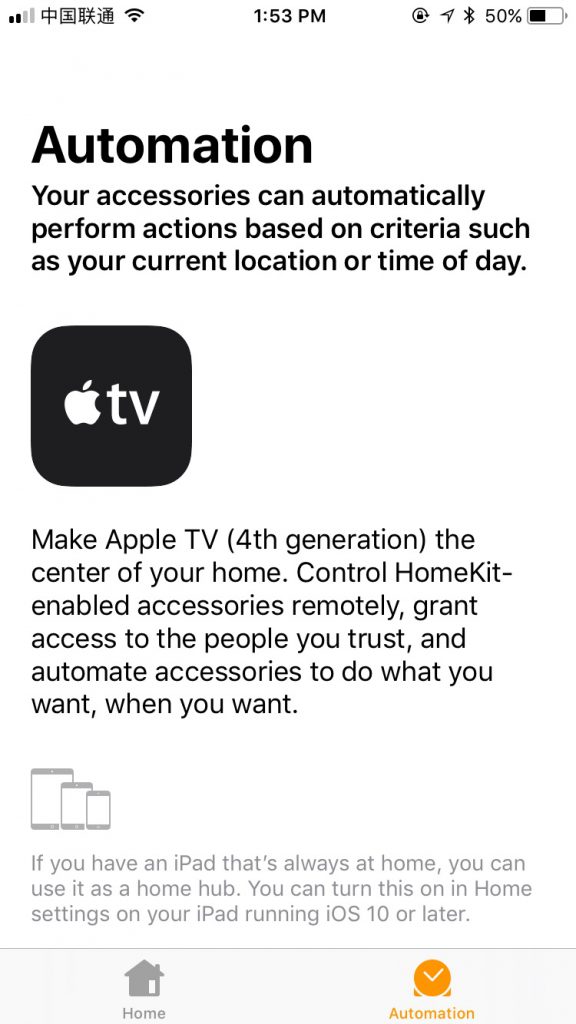 中国联通 1:53 PM 50%
Automation
Your accessories can automatically
perform actions based on criteria such
as your current location or time of day.
tv
Make Apple TV (4th generation) the
center of your home. Control HomeKit-
enabled accessories remotely, grant
access to the people you trust, and
automate accessories to do what you
want, when you want.
If you have an iPad that’s always at home, you can
use it as a home hub. You can turn this on in Home
settings on your iPad running iOS 10 or later.
Home Automation